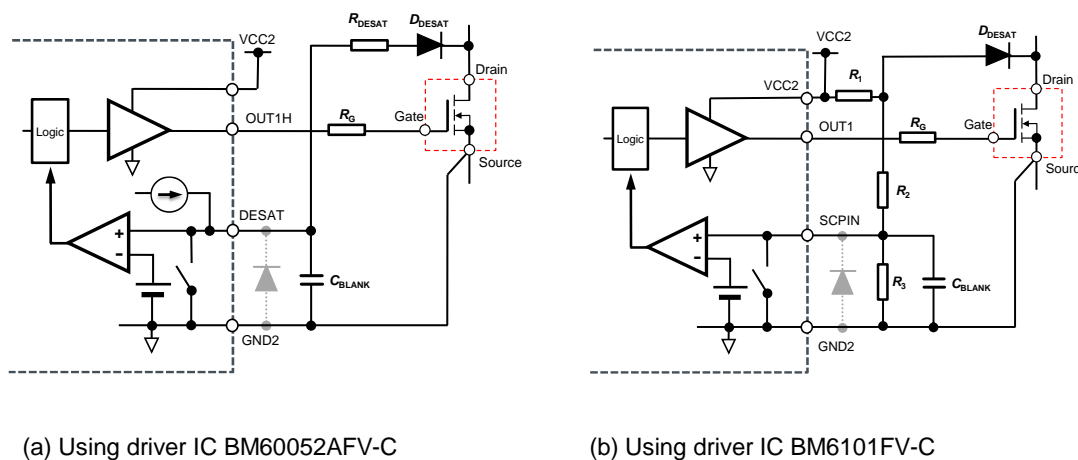 RDESAT
DDESAT
VCC2
Drain
Logic
OUT1H
RG
Gate
Source
DESAT
+
-
CBLANK
GND2
(a) Using driver IC BM60052AFV-C
DDESAT
VCC2
R1
VCC2
Drain
Logic
OUT1
RG
Gate
Sourc
R2
SCPIN
+
-
R3
CBLANK
GND2
(b) Using driver IC BM6101FV-C